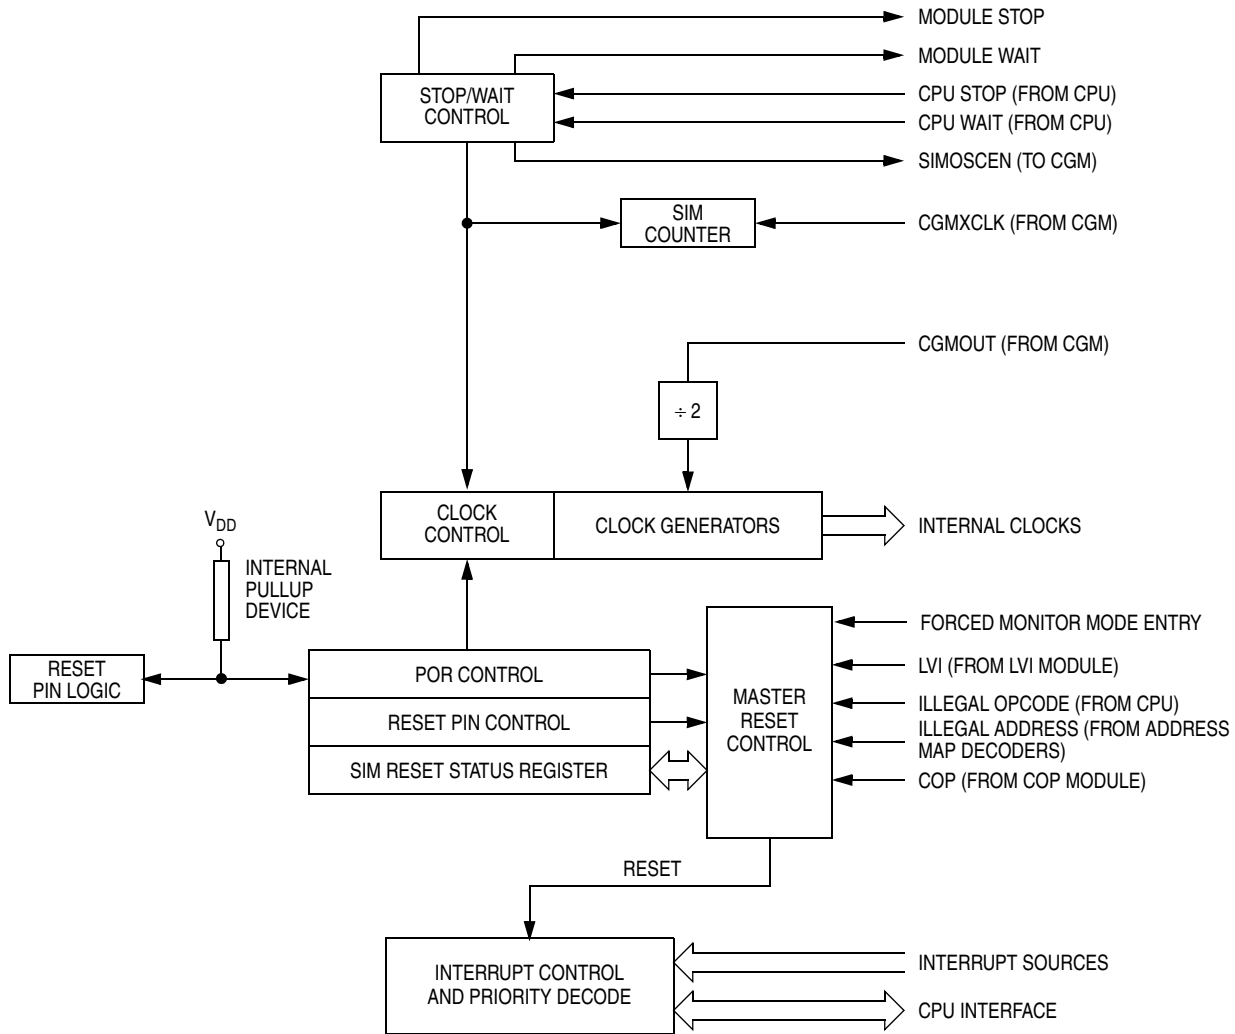 MODULE STOP
MODULE WAIT
STOP/WAIT
CONTROL
CPU STOP (FROM CPU)
CPU WAIT (FROM CPU)
SIMOSCEN (TO CGM)
SIM
COUNTER
CGMXCLK (FROM CGM)
CGMOUT (FROM CGM)
÷ 2
CLOCK
CONTROL
CLOCK GENERATORS
INTERNAL CLOCKS
VDD
INTERNAL
PULLUP
DEVICE
RESET
PIN LOGIC
POR CONTROL
RESET PIN CONTROL
SIM RESET STATUS REGISTER
MASTER
RESET
CONTROL
FORCED MONITOR MODE ENTRY
LVI (FROM LVI MODULE)
ILLEGAL OPCODE (FROM CPU)
ILLEGAL ADDRESS (FROM ADDRESS
MAP DECODERS)
COP (FROM COP MODULE)
RESET
INTERRUPT CONTROL
AND PRIORITY DECODE
INTERRUPT SOURCES
CPU INTERFACE